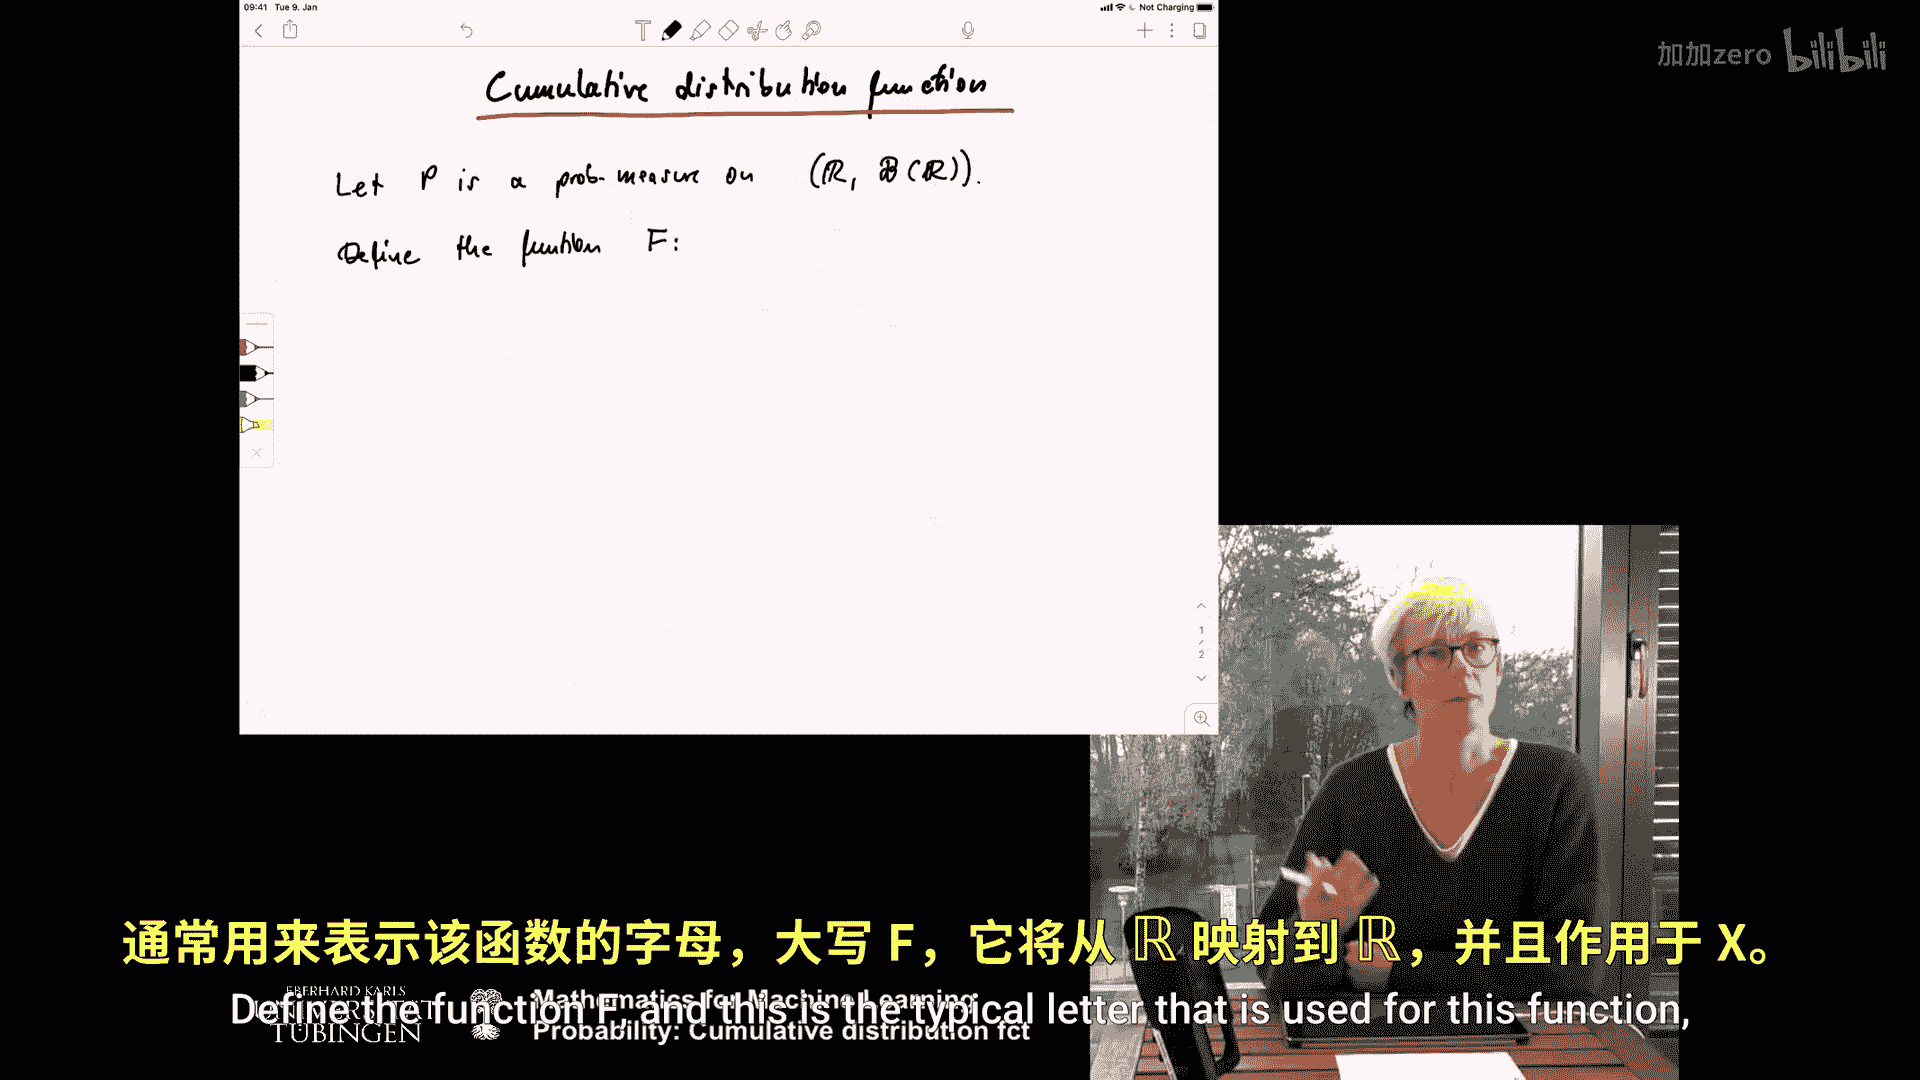 09:41 Tue 9. Jan
Not Charging
加加zero bilibili
Cumulative distribution function
Let P is a prob. measure on (ℝ, 𝓑(ℝ)).
Define the function F:
1
/
2
通常用来表示该函数的字母，大写 F，它将从 ℝ 映射到 ℝ，并且作用于 X。
Define the function F, and this is the typical letter that is used for this function,
EBERHARD KARLS
UNIVERSITÄT
TÜBINGEN
Mathematics for Machine Learning
Probability: Cumulative distribution fct